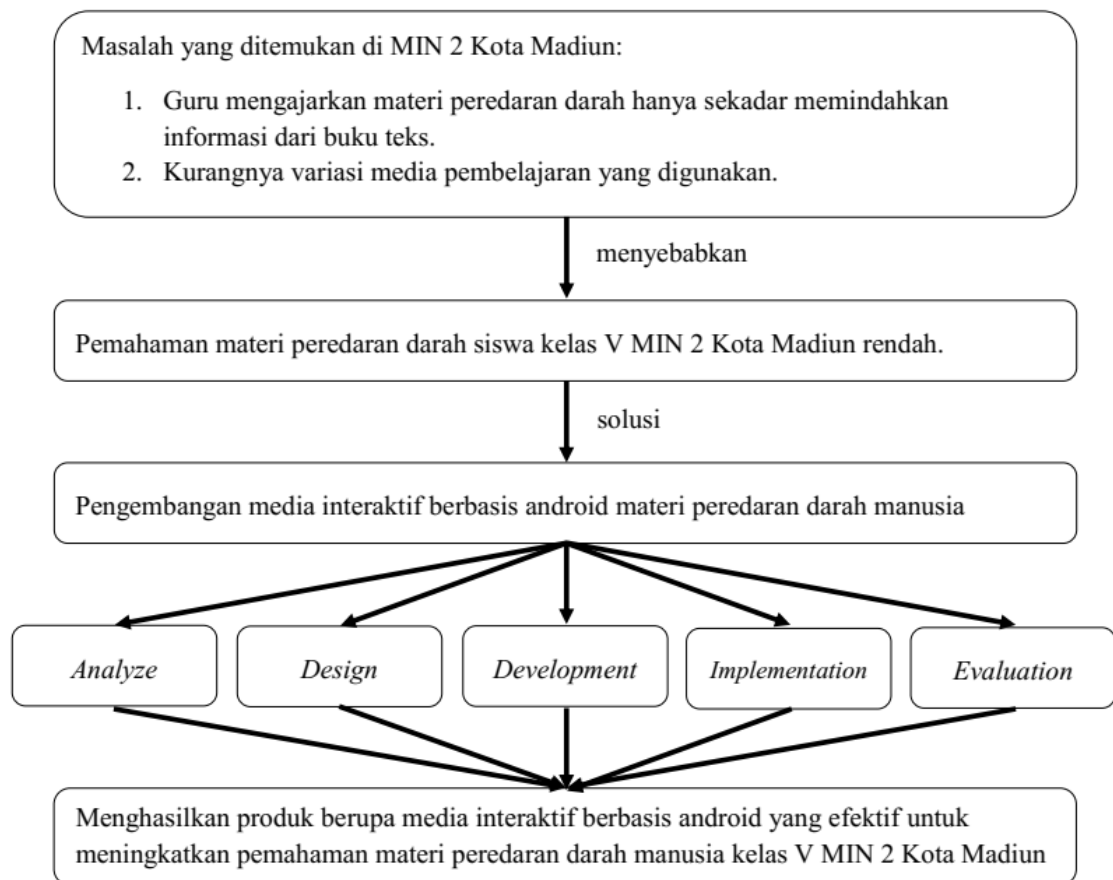 Masalah yang ditemukan di MIN 2 Kota Madiun:
1. Guru mengajarkan materi peredaran darah hanya sekadar memindahkan
informasi dari buku teks.
2. Kurangnya variasi media pembelajaran yang digunakan.
menyebabkan
Pemahaman materi peredaran darah siswa kelas V MIN 2 Kota Madiun rendah.
solusi
Pengembangan media interaktif berbasis android materi peredaran darah manusia
Analyze
Design
Development
Implementation
Evaluation
Menghasilkan produk berupa media interaktif berbasis android yang efektif untuk
meningkatkan pemahaman materi peredaran darah manusia kelas V MIN 2 Kota Madiun